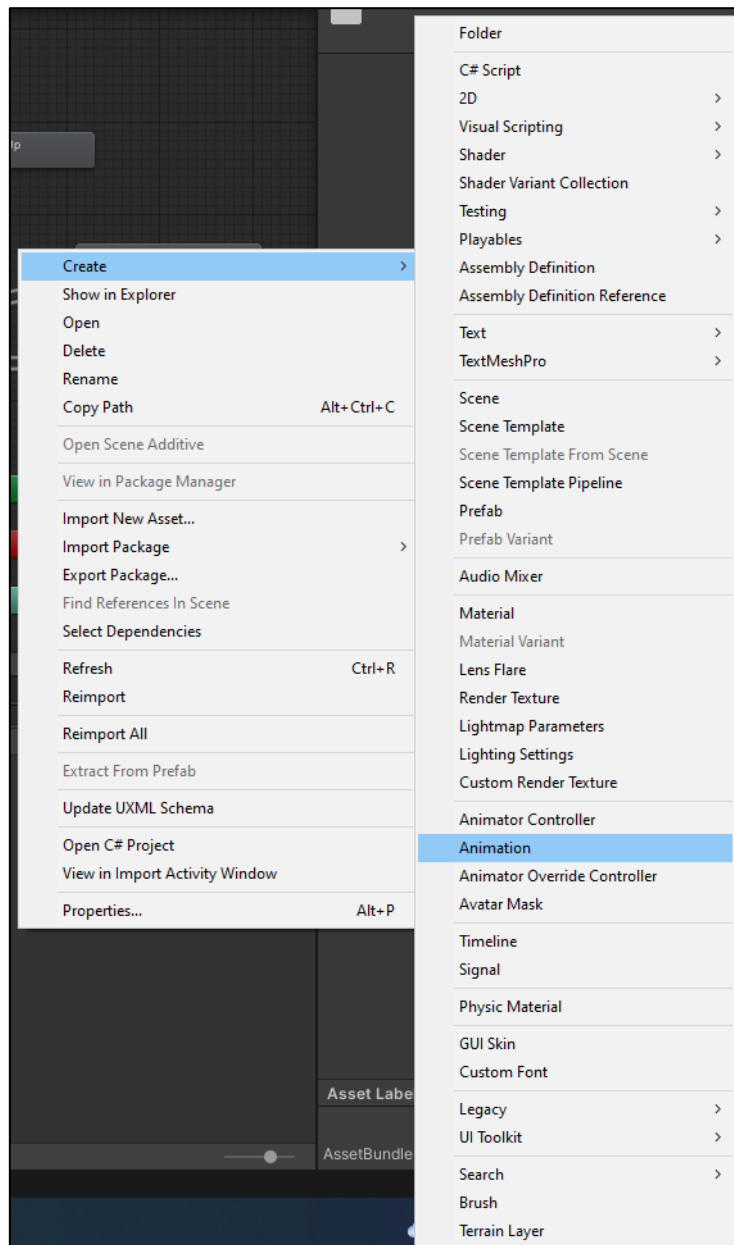 Create
Show in Explorer
Open
Delete
Rename
Copy Path Alt+Ctrl+C
Open Scene Additive
View in Package Manager
Import New Asset...
Import Package
Export Package...
Find References In Scene
Select Dependencies
Refresh Ctrl+R
Reimport
Reimport All
Extract From Prefab
Update UXML Schema
Open C# Project
View in Import Activity Window
Properties... Alt+P
Folder
C# Script
2D
Visual Scripting
Shader
Shader Variant Collection
Testing
Playables
Assembly Definition
Assembly Definition Reference
Text
TextMeshPro
Scene
Scene Template
Scene Template From Scene
Scene Template Pipeline
Prefab
Prefab Variant
Audio Mixer
Material
Material Variant
Lens Flare
Render Texture
Lightmap Parameters
Lighting Settings
Custom Render Texture
Animator Controller
Animation
Animator Override Controller
Avatar Mask
Timeline
Signal
Physic Material
GUI Skin
Custom Font
Legacy
UI Toolkit
Search
Brush
Terrain Layer
Asset Labe
AssetBundle